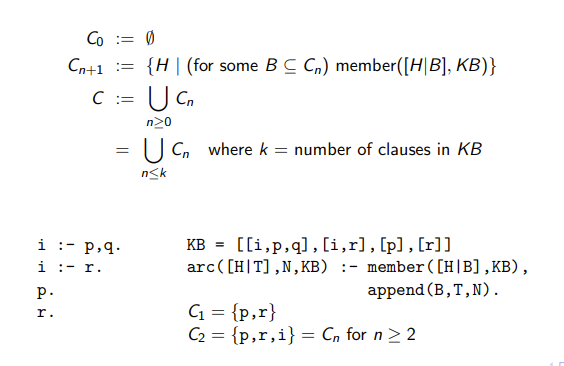 C₀ := ∅
Cₙ₊₁ := {H | (for some B ⊆ Cₙ) member([H|B], KB)}
C := ⋃ Cₙ
n≥0
= ⋃ Cₙ where k = number of clauses in KB
n≤k
i :- p,q. KB = [[i,p,q],[i,r],[p],[r]]
i :- r. arc([H|T],N,KB) :- member([H|B],KB),
p. append(B,T,N).
r. C₁ = {p,r}
C₂ = {p,r,i} = Cₙ for n ≥ 2